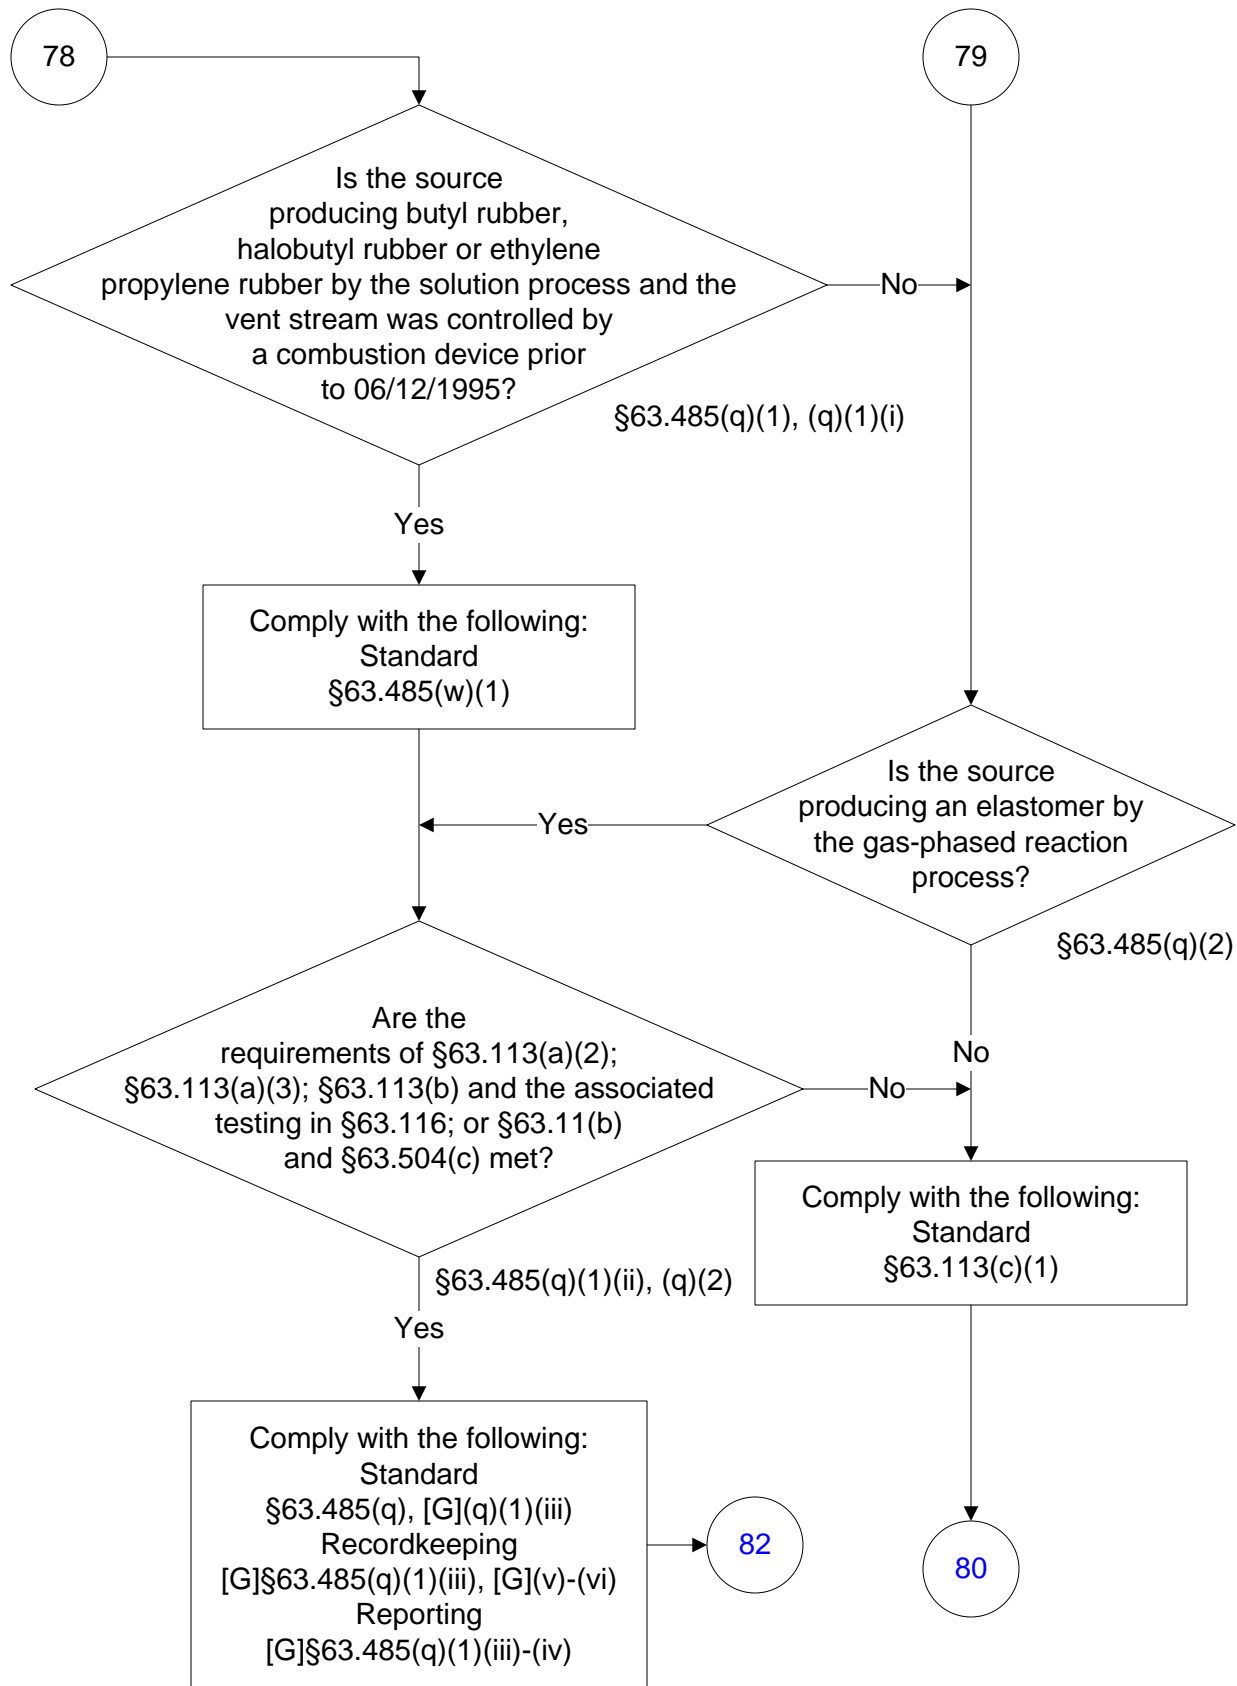 78
79
Is the source
producing butyl rubber,
halobutyl rubber or ethylene
propylene rubber by the solution process and the
vent stream was controlled by
a combustion device prior
to 06/12/1995?
No
§63.485(q)(1), (q)(1)(i)
Yes
Comply with the following:
Standard
§63.485(w)(1)
Is the source
producing an elastomer by
the gas-phased reaction
process?
Yes
§63.485(q)(2)
No
Are the
requirements of §63.113(a)(2);
§63.113(a)(3); §63.113(b) and the associated
testing in §63.116; or §63.11(b)
and §63.504(c) met?
No
§63.485(q)(1)(ii), (q)(2)
Yes
Comply with the following:
Standard
§63.113(c)(1)
Comply with the following:
Standard
§63.485(q), [G](q)(1)(iii)
Recordkeeping
[G]§63.485(q)(1)(iii), [G](v)-(vi)
Reporting
[G]§63.485(q)(1)(iii)-(iv)
82
80